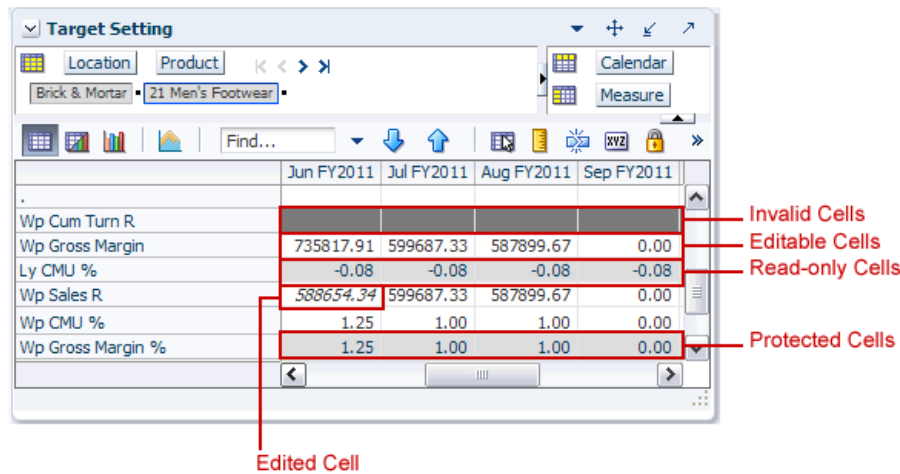 Target Setting
Location Product Calendar
Brick & Mortar 21 Men's Footwear Measure
Find... XYZ »
Jun FY2011 Jul FY2011 Aug FY2011 Sep FY2011
.
Wp Cum Turn R Invalid Cells
Wp Gross Margin 735817.91 599687.33 587899.67 0.00 Editable Cells
Ly CMU % -0.08 -0.08 -0.08 -0.08 Read-only Cells
Wp Sales R 588654.34 599687.33 587899.67 0.00
Wp CMU % 1.25 1.00 1.00 0.00
Wp Gross Margin % 1.25 1.00 1.00 0.00 Protected Cells
Edited Cell